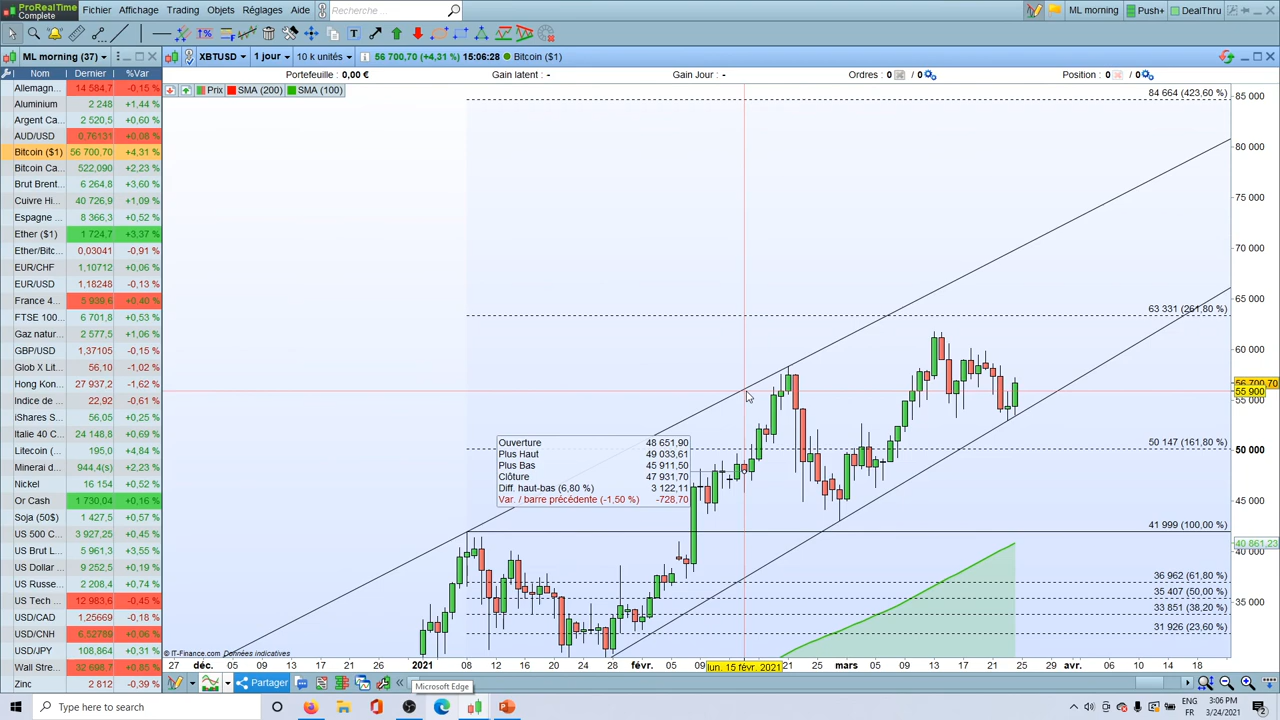 ProRealTime
Complete
Fichier Affichage Trading Objets Réglages Aide Recherche ... ML morning Push+ DealThru
ML morning (37) XBTUSD 1 jour 10 k unités 56 700,70 (+4,31 %) 15:06:28 Bitcoin ($1)
Nom Dernier %Var
Portefeuille : 0,00 € Gain latent : - Gain Jour : - Ordres : 0 / 0 Position : 0 / 0
Prix SMA (200) SMA (100)
Allemagn... 14 584,7 -0,15 %
Aluminium 2 248 +1,44 %
Argent Ca... 2 520,5 +0,60 %
AUD/USD 0,76131 +0,08 %
Bitcoin ($1) 56 700,70 +4,31 %
Bitcoin Ca... 522,090 +2,23 %
Brut Brent... 6 264,8 +3,60 %
Cuivre Hi... 40 726,9 +1,09 %
Espagne ... 8 366,3 +0,52 %
Ether ($1) 1 724,7 +3,37 %
Ether/Bitc... 0,03041 -0,91 %
EUR/CHF 1,10712 +0,06 %
EUR/USD 1,18248 -0,13 %
France 4... 5 939,6 +0,40 %
FTSE 100... 6 701,8 +0,53 %
Gaz natur... 2 577,5 +1,06 %
GBP/USD 1,37105 -0,15 %
Glob X Lit... 56,10 -1,02 %
Hong Kon... 27 937,2 -1,62 %
Indice de ... 22,92 -0,61 %
iShares S... 56,05 +0,25 %
Italie 40 C... 24 148,8 +0,69 %
Litecoin (... 195,0 +4,84 %
Minerai d... 944,4(s) +2,23 %
Nickel 16 154 +0,52 %
Or Cash 1 730,04 +0,16 %
Soja (50$) 1 427,5 +0,57 %
US 500 C... 3 927,25 +0,45 %
US Brut L... 5 961,3 +3,55 %
US Dollar ... 9 252,5 +0,19 %
US Russe... 2 208,4 +0,74 %
US Tech ... 12 983,6 -0,45 %
USD/CAD 1,25669 -0,18 %
USD/CNH 6,52789 +0,06 %
USD/JPY 108,864 +0,31 %
Wall Stre... 32 698,7 +0,85 %
Zinc 2 812 -0,39 %
84 664 (423,60 %)
63 331 (261,80 %)
50 147 (161,80 %)
41 999 (100,00 %)
36 962 (61,80 %)
35 407 (50,00 %)
33 851 (38,20 %)
31 926 (23,60 %)
85 000
80 000
75 000
70 000
65 000
60 000
56 700,70
55 900
55 000
50 000
45 000
40 861,23
40 000
35 000
Ouverture 48 651,90
Plus Haut 49 033,61
Plus Bas 45 911,50
Clôture 47 931,70
Diff. haut-bas (6,80 %) 3 122,11
Var. / barre précédente (-1,50 %) -728,70
© IT-Finance.com Données indicatives
27 déc. 05 09 14 17 22 28 2021 08 12 15 20 24 28 févr. 05 09 lun. 15 févr. 2021 21 25 mars 05 09 14 17 22 25 28 avr. 07 10 14 18
Partager
Microsoft Edge
Type here to search
ENG
FR
3:06 PM
3/24/2021
2